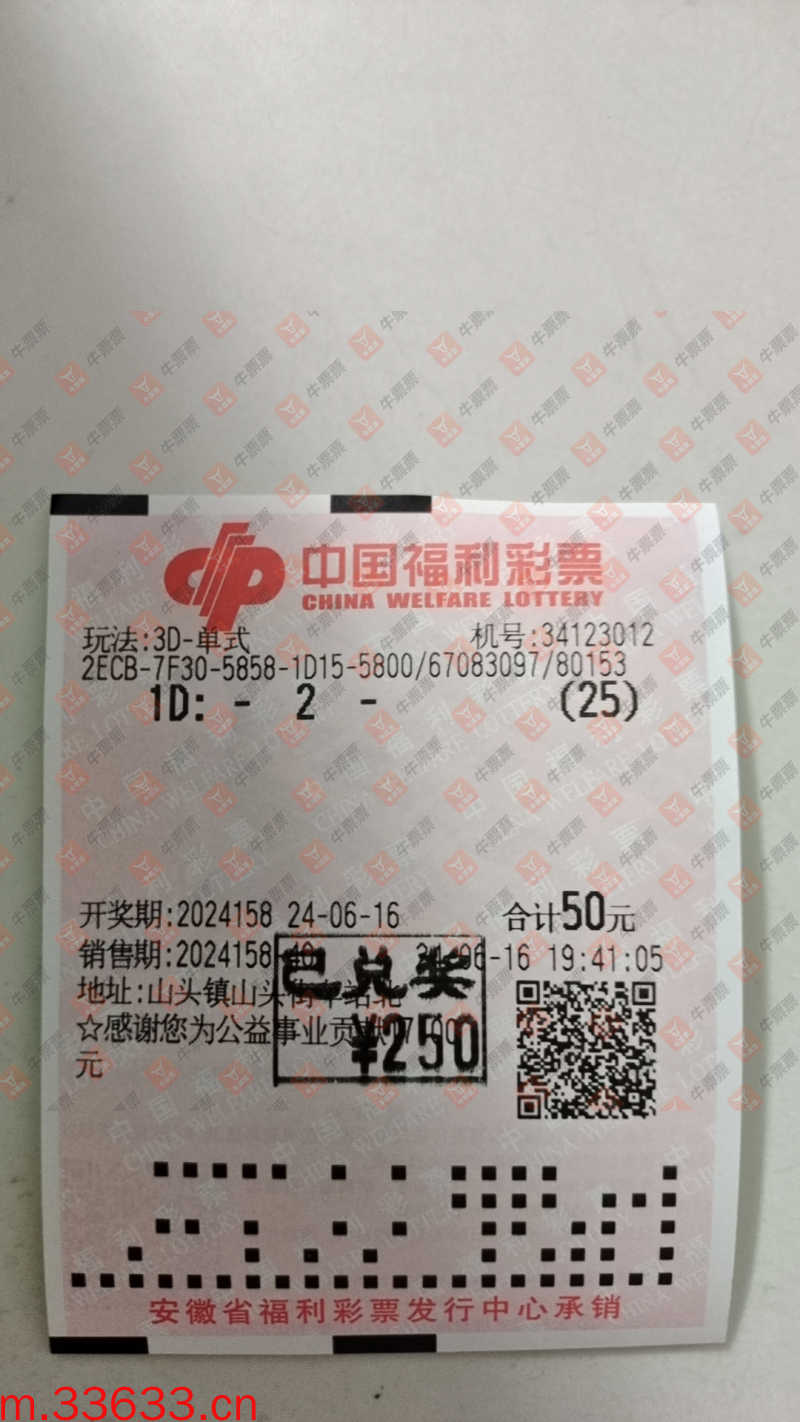 中国福利彩票
CHINA WELFARE LOTTERY
玩法:3D-单式 机号:34123012
2ECB-7F30-5858-1D15-5800/67083097/80153
1D: - 2 - (25)
开奖期:2024158 24-06-16 合计50元
销售期:2024158 -16 19:41:05
地址:山头镇山头街
已兑奖
¥250
☆感谢您为公益事业贡
元
安徽省福利彩票发行中心承销
m.33633.cn
牛票票